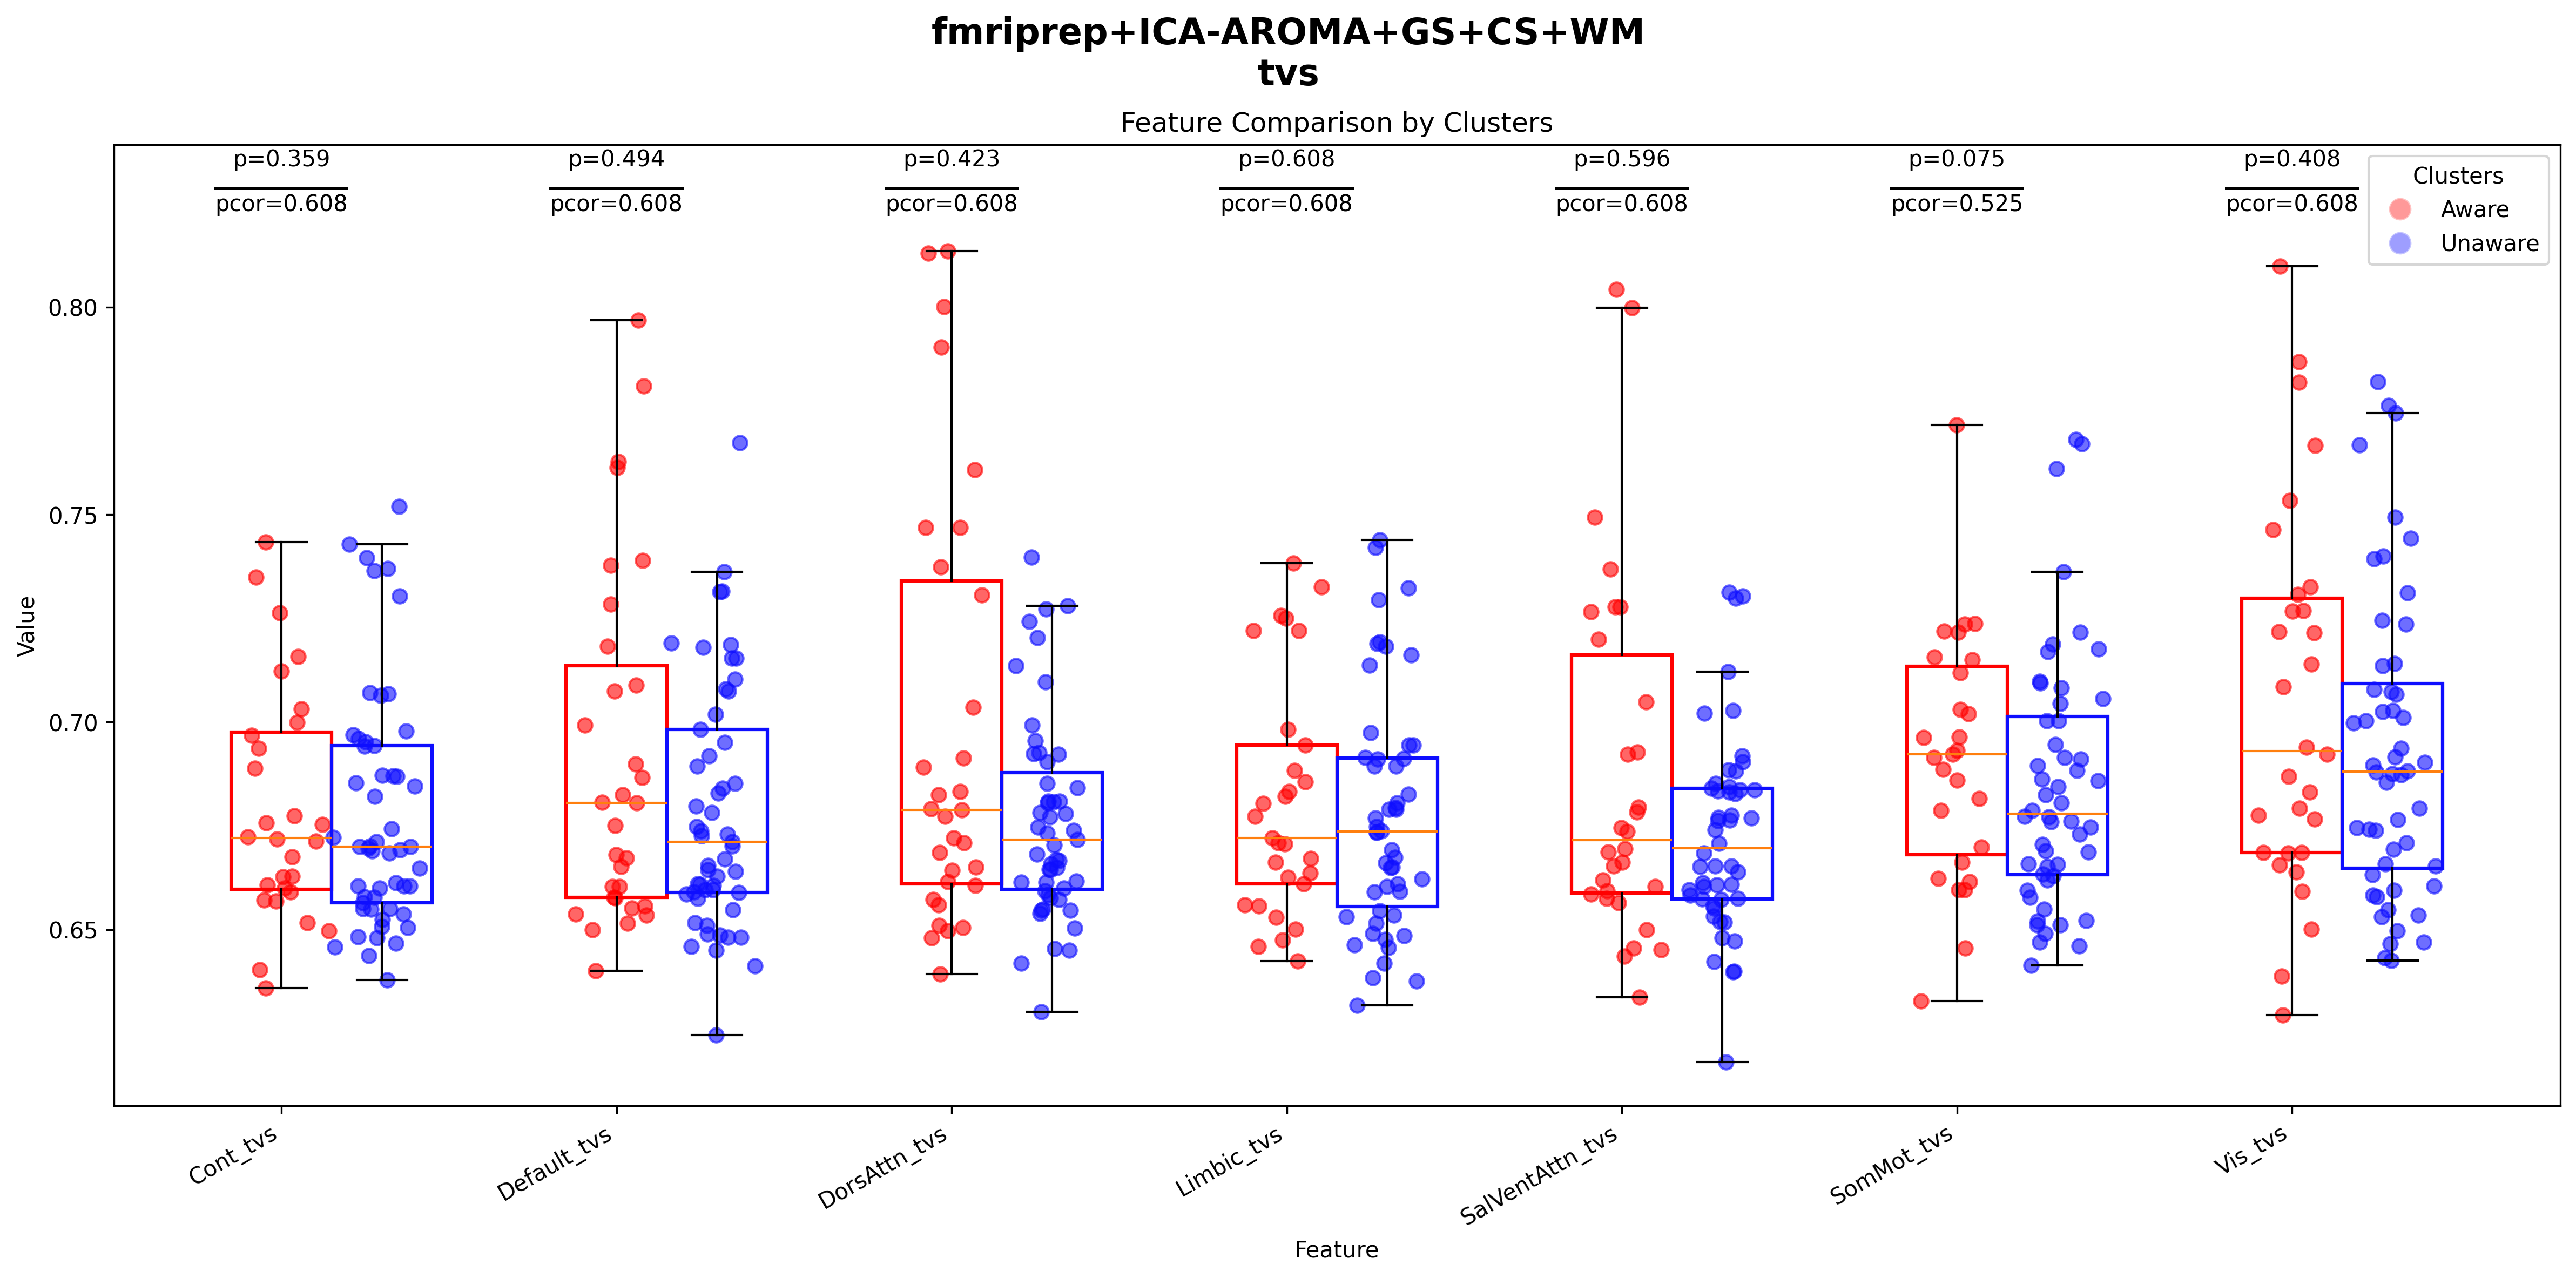 fmriprep+ICA-AROMA+GS+CS+WM
tvs
Feature Comparison by Clusters
p=0.359 p=0.494 p=0.423 p=0.608 p=0.596 p=0.075 p=0.408
pcor=0.608 pcor=0.608 pcor=0.608 pcor=0.608 pcor=0.608 pcor=0.525 pcor=0.608
Clusters
Aware
Unaware
0.80
0.75
0.70
0.65
Value
Cont_tvs Default_tvs DorsAttn_tvs Limbic_tvs SalVentAttn_tvs SomMot_tvs Vis_tvs
Feature